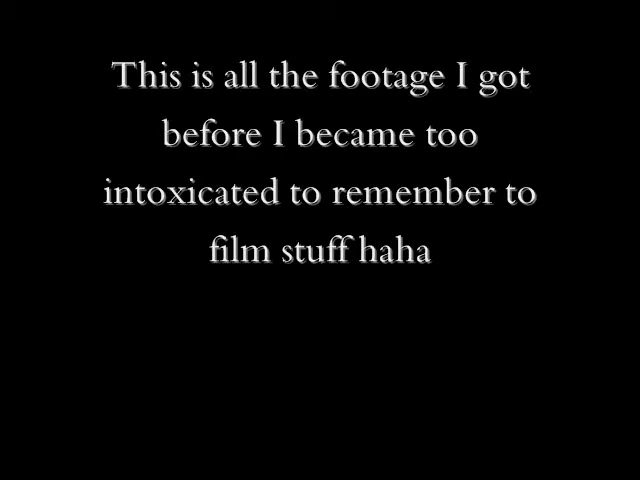 This is all the footage I got
before I became too
intoxicated to remember to
film stuff haha